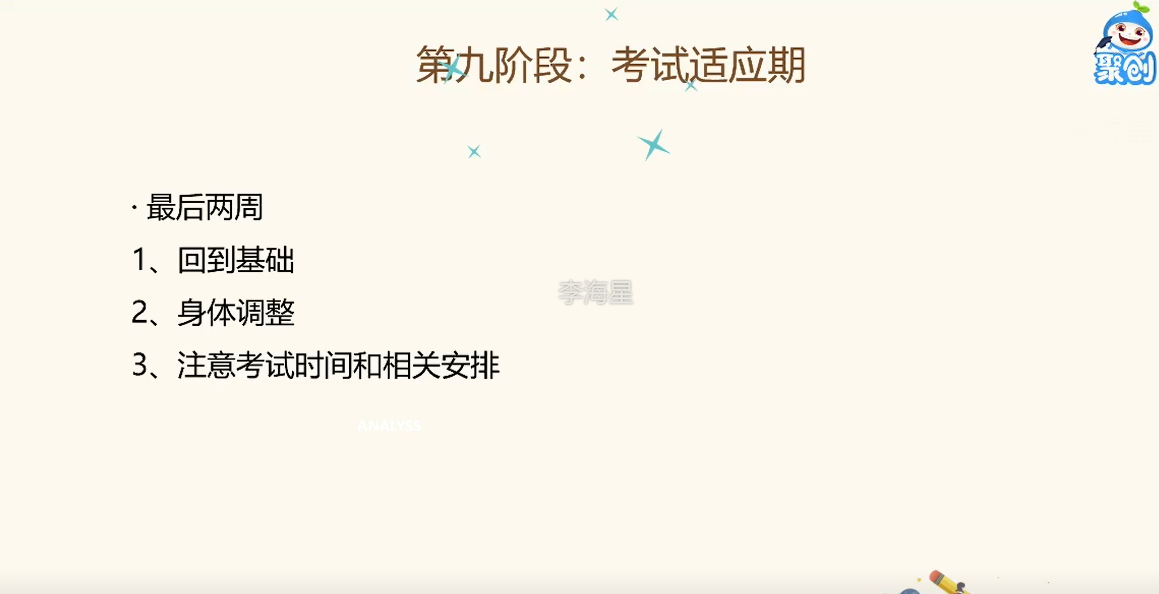 聚创
第九阶段：考试适应期
· 最后两周
1、回到基础
李海星
2、身体调整
3、注意考试时间和相关安排
ANALYSS